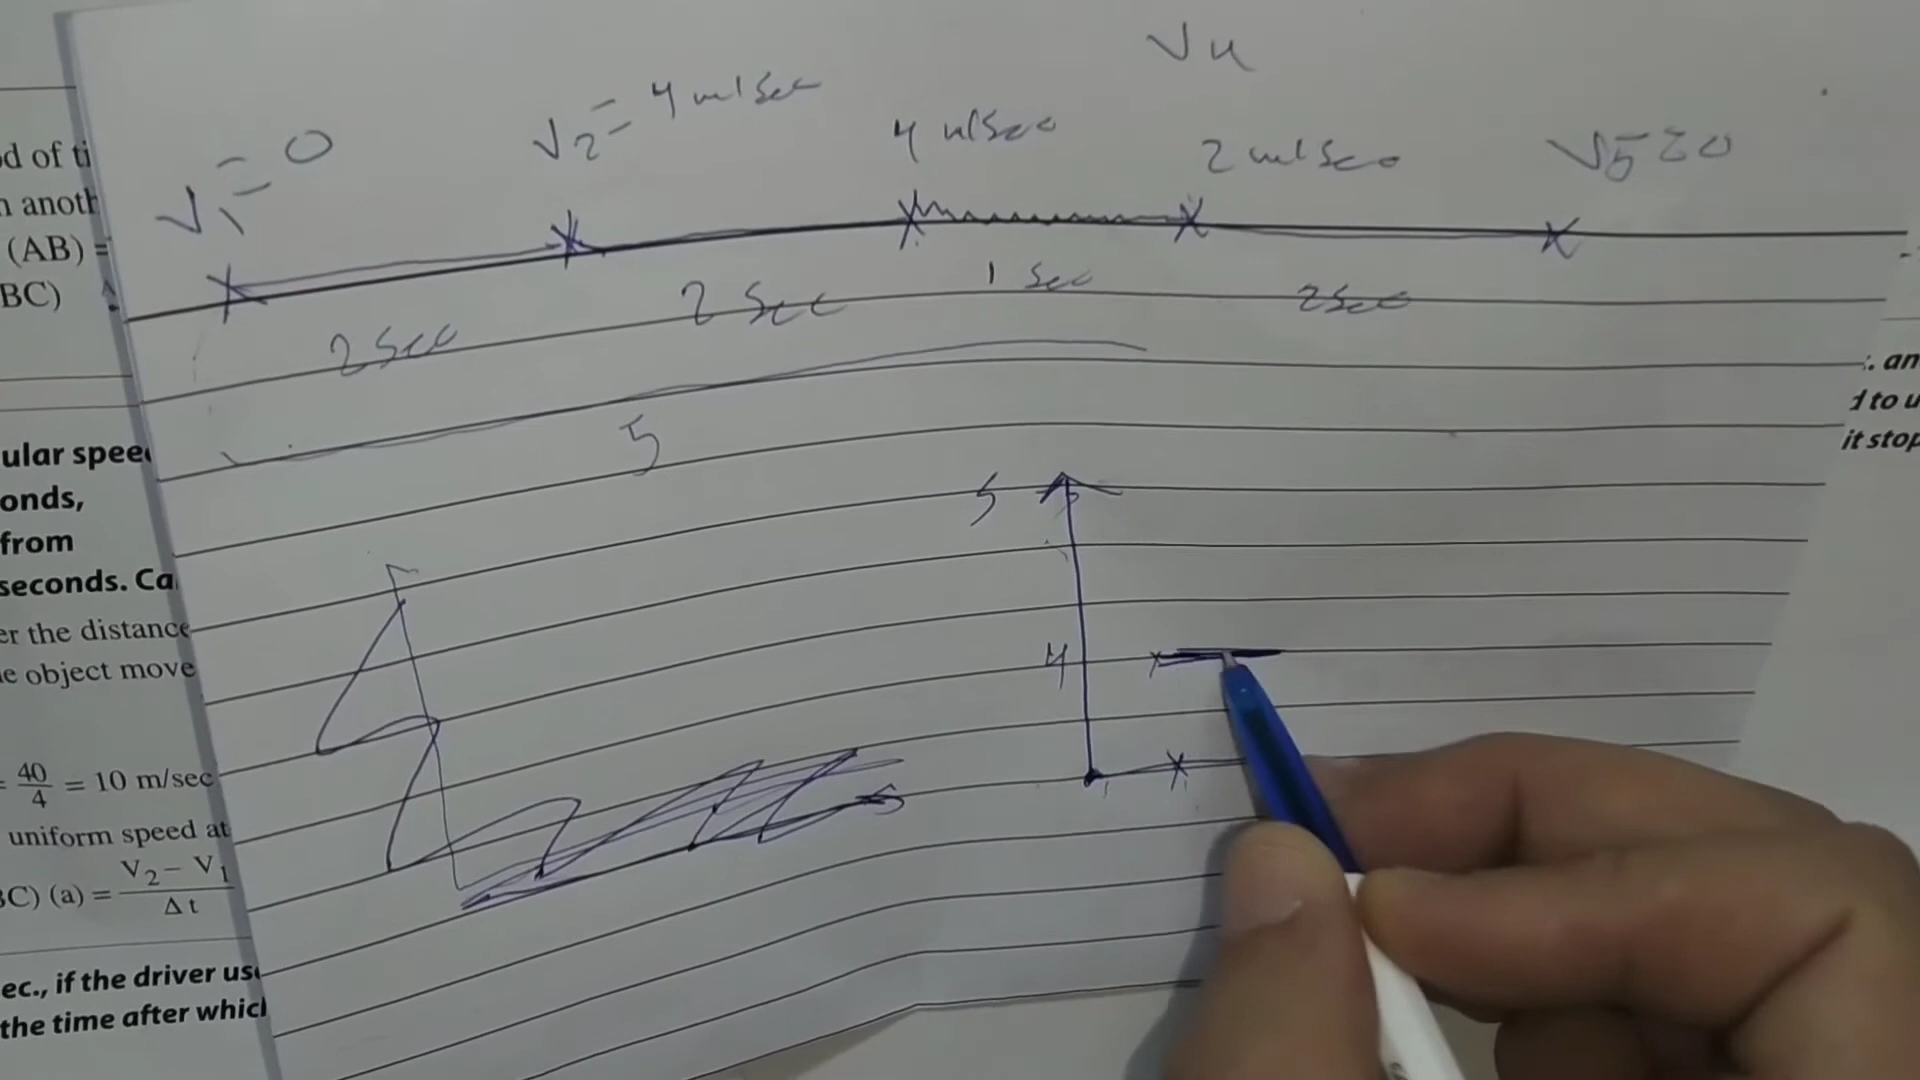 V4
V1 = 0
V2 = 4 m/sec
4 m/sec
2 m/sec
V5 = 0
2 Sec
2 Sec
1 Sec
2 Sec
5
5
4
d of ti
n anoth
(AB) =
BC)
ular spee
onds,
from
seconds. Ca
er the distance
e object move
= 40/4 = 10 m/sec
uniform speed at
BC) (a) = V2 − V1 / Δ t
ec., if the driver us
the time after which
. an
d to u
it stop